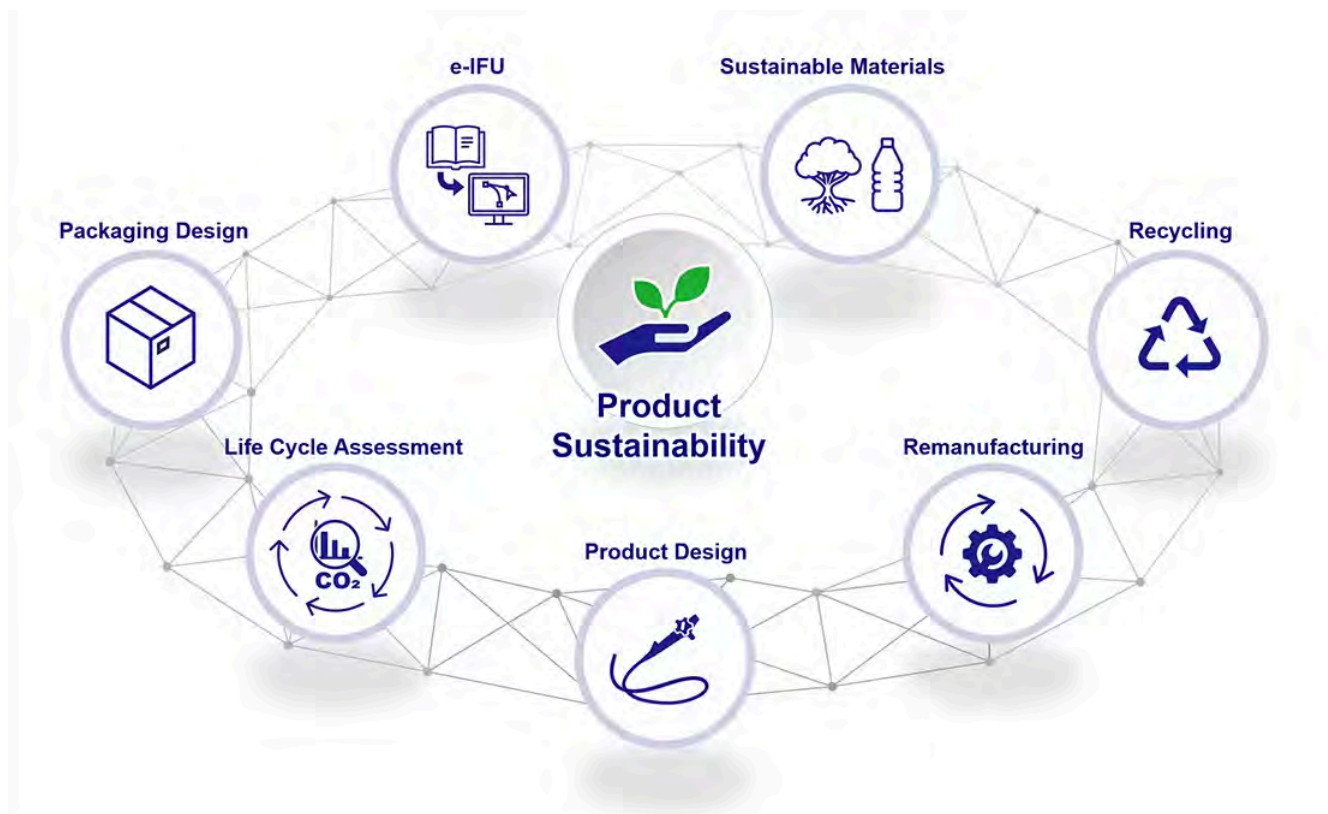 e-IFU
Sustainable Materials
Packaging Design
Recycling
Product
Sustainability
Life Cycle Assessment
Remanufacturing
CO₂
Product Design